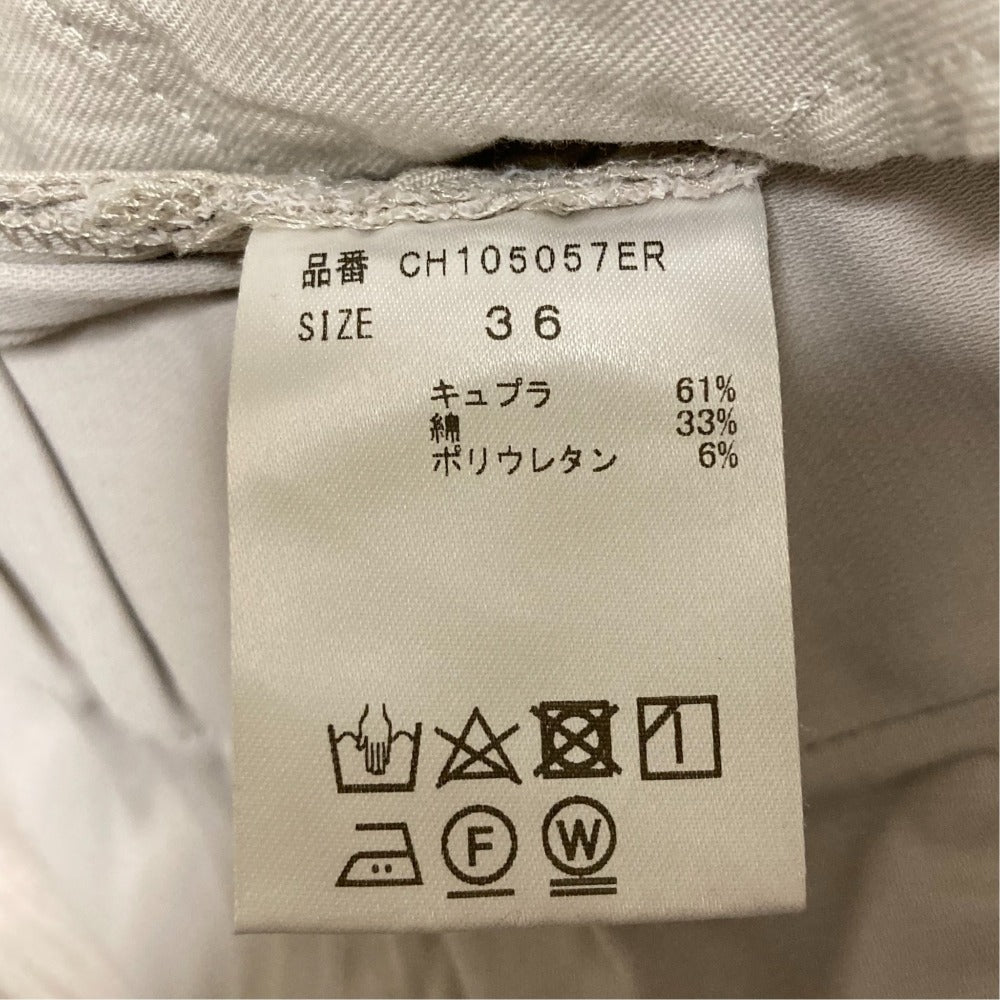 品番 CH105057ER
SIZE 36
キュプラ 61%
綿 33%
ポリウレタン 6%
F W